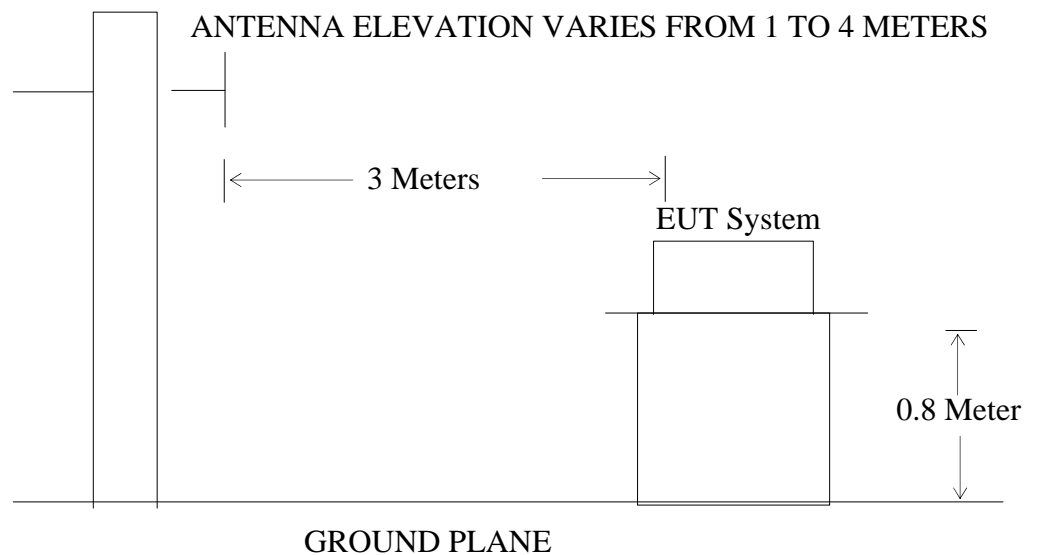 ANTENNA ELEVATION VARIES FROM 1 TO 4 METERS
3 Meters
EUT System
0.8 Meter
GROUND PLANE